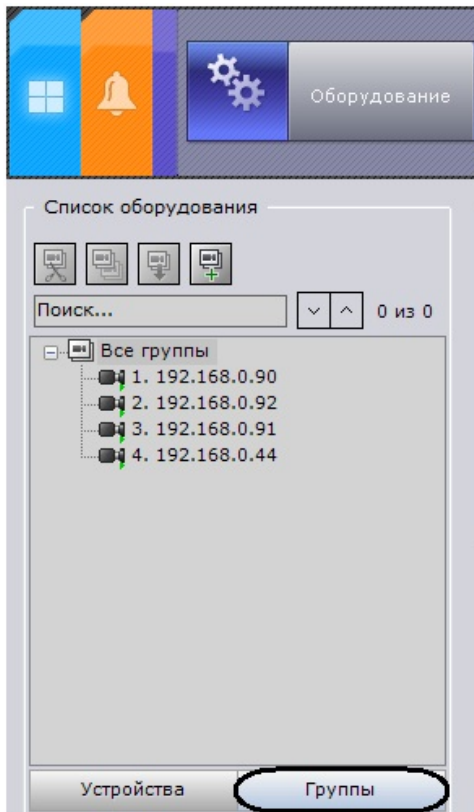 Оборудование
Список оборудования
Поиск...
0 из 0
Все группы
1. 192.168.0.90
2. 192.168.0.92
3. 192.168.0.91
4. 192.168.0.44
Устройства
Группы